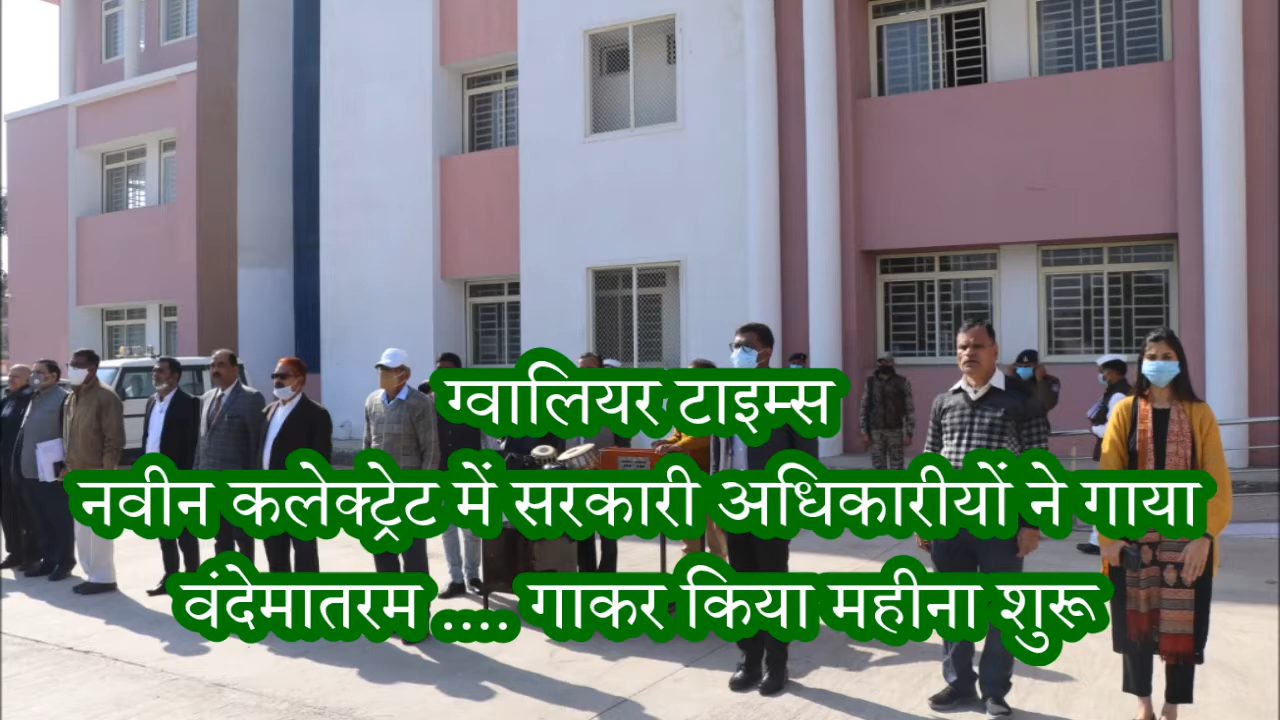 ग्वालियर टाइम्स
नवीन कलेक्ट्रेट में सरकारी अधिकारीयों ने गाया
वंदेमातरम .... गाकर किया महीना शुरू